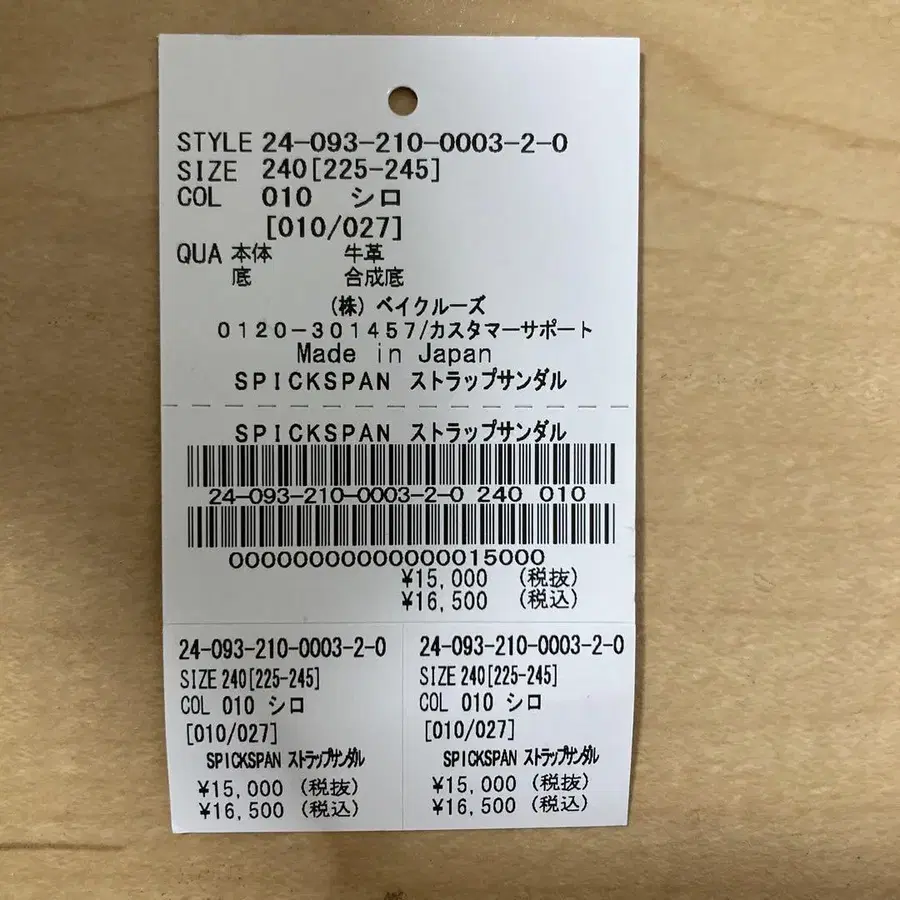 STYLE 24-093-210-0003-2-0
SIZE 240[225-245]
COL 010 シロ
[010/027]
QUA 本体 牛革
底 合成底
(株) ベイクルーズ
0120-301457/カスタマーサポート
Made in Japan
SPICKSPAN ストラップサンダル
SPICKSPAN ストラップサンダル
24-093-210-0003-2-0 240 010
00000000000000015000
¥15,000 (税抜)
¥16,500 (税込)
24-093-210-0003-2-0
SIZE 240[225-245]
COL 010 シロ
[010/027]
SPICKSPAN ストラップサンダル
¥15,000 (税抜)
¥16,500 (税込)
24-093-210-0003-2-0
SIZE 240[225-245]
COL 010 シロ
[010/027]
SPICKSPAN ストラップサンダル
¥15,000 (税抜)
¥16,500 (税込)